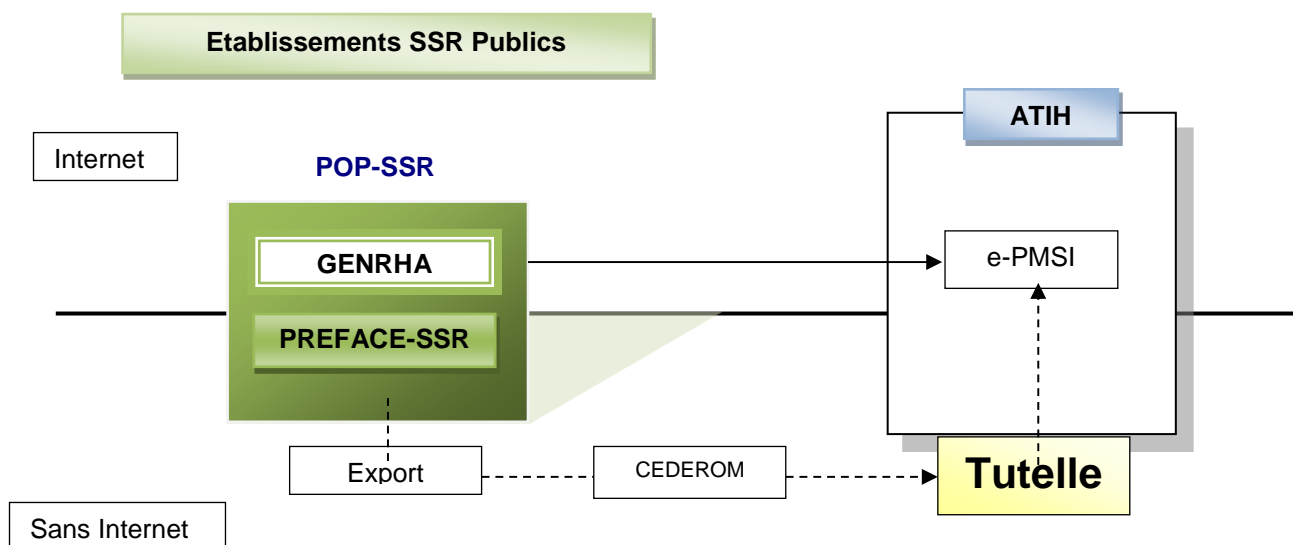 Etablissements SSR Publics
ATIH
Internet
POP-SSR
GENRHA
e-PMSI
PREFACE-SSR
Export
CEDEROM
Tutelle
Sans Internet